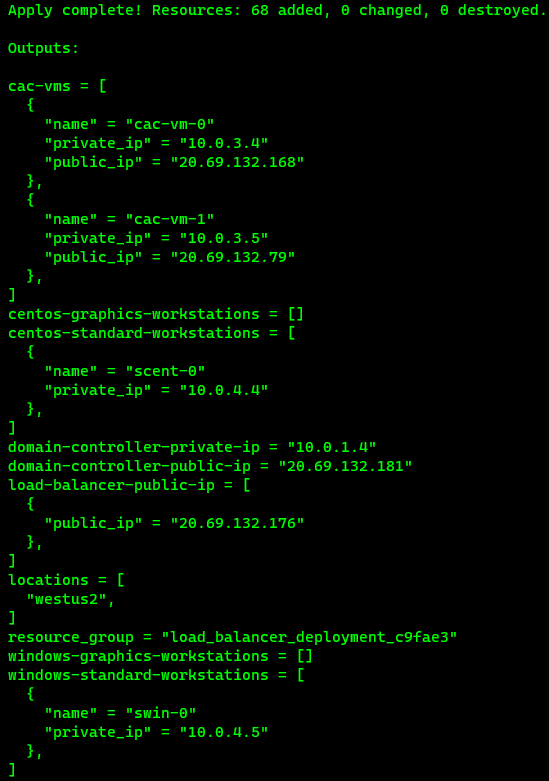 Apply complete! Resources: 68 added, 0 changed, 0 destroyed.

Outputs:

cac-vms = [
  {
    "name" = "cac-vm-0"
    "private_ip" = "10.0.3.4"
    "public_ip" = "20.69.132.168"
  },
  {
    "name" = "cac-vm-1"
    "private_ip" = "10.0.3.5"
    "public_ip" = "20.69.132.79"
  },
]
centos-graphics-workstations = []
centos-standard-workstations = [
  {
    "name" = "scent-0"
    "private_ip" = "10.0.4.4"
  },
]
domain-controller-private-ip = "10.0.1.4"
domain-controller-public-ip = "20.69.132.181"
load-balancer-public-ip = [
  {
    "public_ip" = "20.69.132.176"
  },
]
locations = [
  "westus2",
]
resource_group = "load_balancer_deployment_c9fae3"
windows-graphics-workstations = []
windows-standard-workstations = [
  {
    "name" = "swin-0"
    "private_ip" = "10.0.4.5"
  },
]